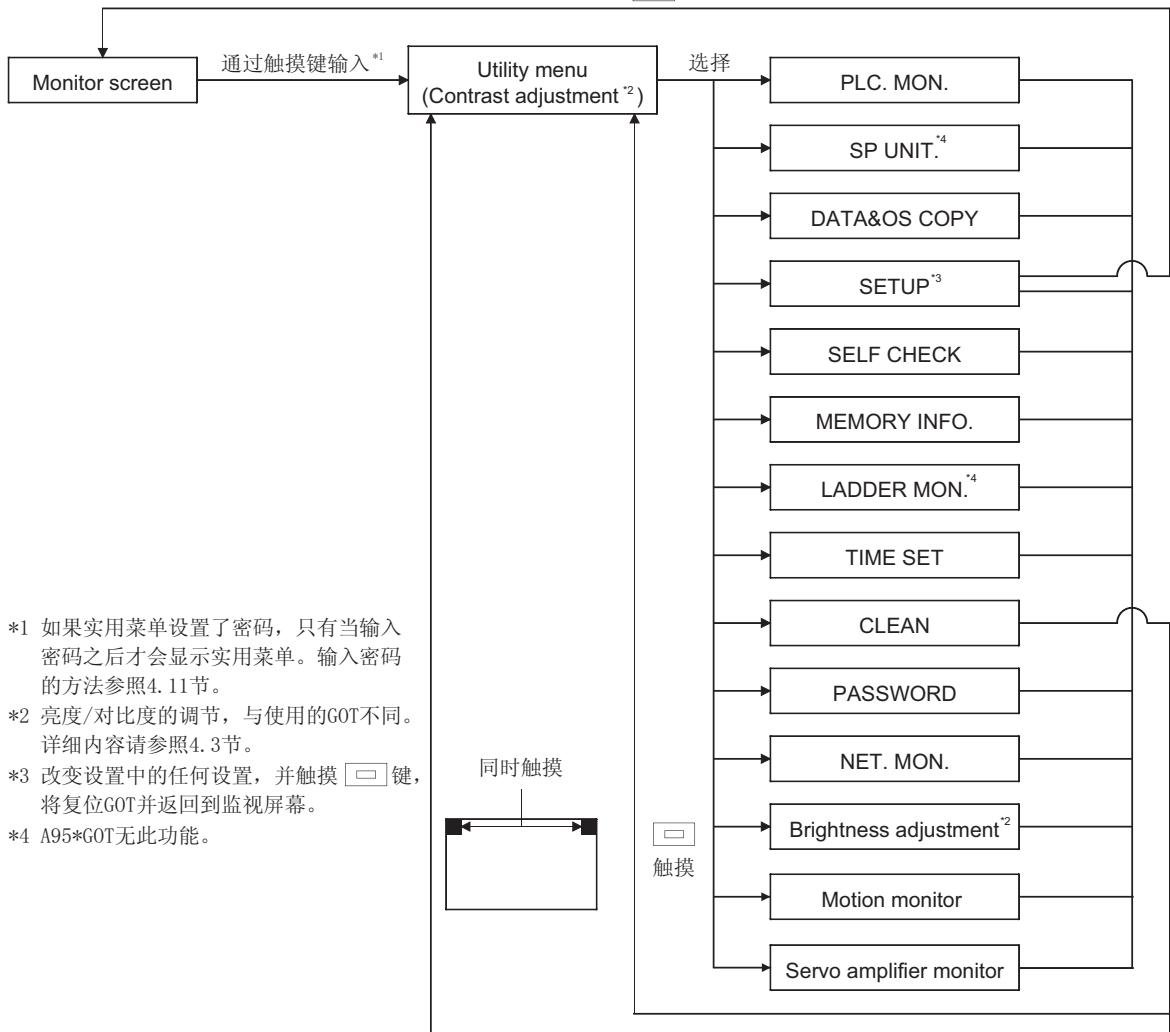 Monitor screen
通过触摸键输入*1
Utility menu
(Contrast adjustment *2)
选择
PLC. MON.
SP UNIT.*4
DATA&OS COPY
SETUP*3
SELF CHECK
MEMORY INFO.
LADDER MON.*4
TIME SET
CLEAN
PASSWORD
NET. MON.
Brightness adjustment*2
Motion monitor
Servo amplifier monitor
*1 如果实用菜单设置了密码，只有当输入
密码之后才会显示实用菜单。输入密码
的方法参照4.11节。
*2 亮度/对比度的调节，与使用的GOT不同。
详细内容请参照4.3节。
*3 改变设置中的任何设置，并触摸 键，
将复位GOT并返回到监视屏幕。
*4 A95*GOT无此功能。
同时触摸
触摸